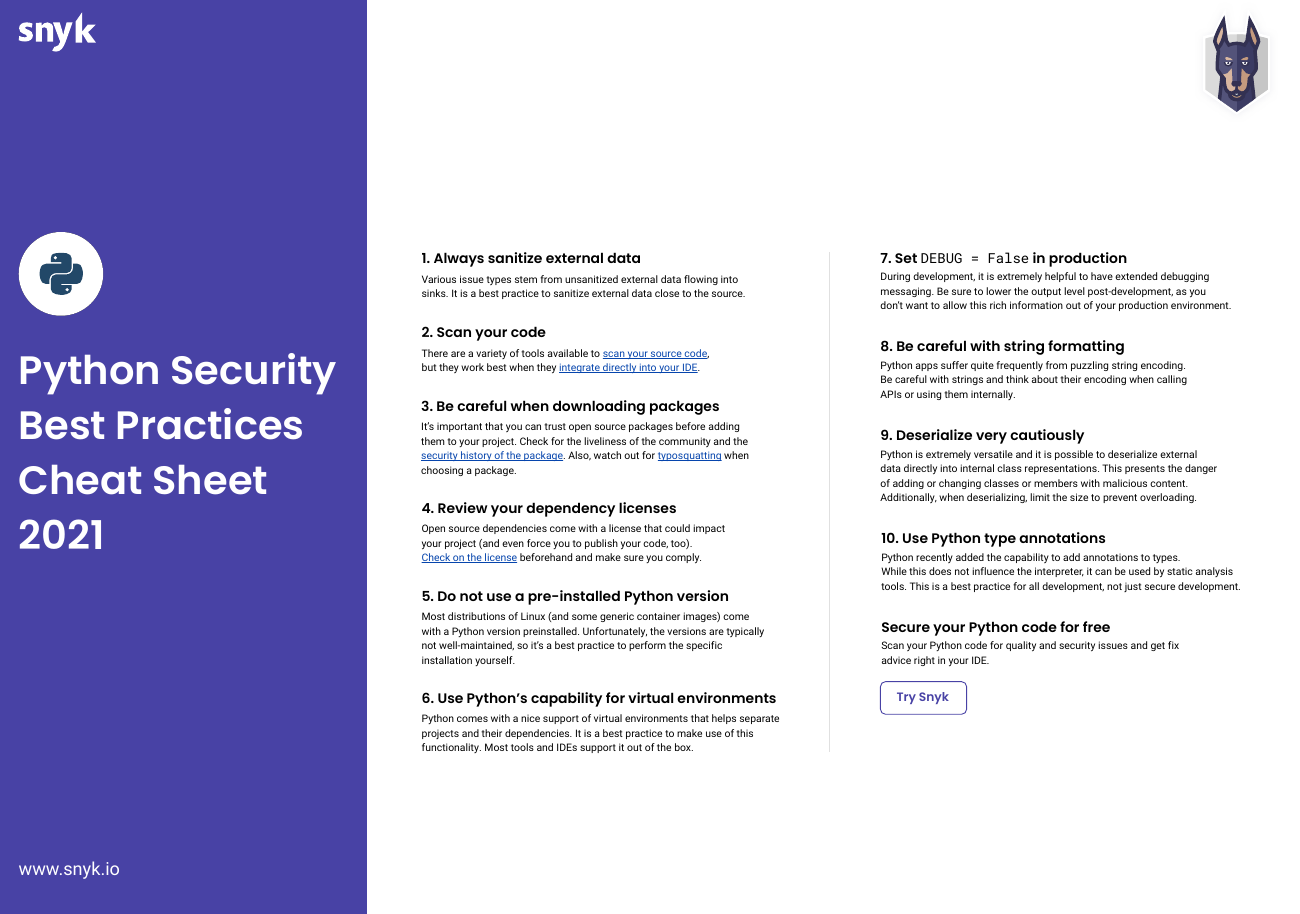 snyk
Python Security
Best Practices
Cheat Sheet
2021
www.snyk.io
1. Always sanitize external data
Various issue types stem from unsanitized external data flowing into
sinks. It is a best practice to sanitize external data close to the source.
2. Scan your code
There are a variety of tools available to scan your source code,
but they work best when they integrate directly into your IDE.
3. Be careful when downloading packages
It's important that you can trust open source packages before adding
them to your project. Check for the liveliness of the community and the
security history of the package. Also, watch out for typosquatting when
choosing a package.
4. Review your dependency licenses
Open source dependencies come with a license that could impact
your project (and even force you to publish your code, too).
Check on the license beforehand and make sure you comply.
5. Do not use a pre-installed Python version
Most distributions of Linux (and some generic container images) come
with a Python version preinstalled. Unfortunately, the versions are typically
not well-maintained, so it's a best practice to perform the specific
installation yourself.
6. Use Python's capability for virtual environments
Python comes with a nice support of virtual environments that helps separate
projects and their dependencies. It is a best practice to make use of this
functionality. Most tools and IDEs support it out of the box.
7. Set DEBUG = False in production
During development, it is extremely helpful to have extended debugging
messaging. Be sure to lower the output level post-development, as you
don't want to allow this rich information out of your production environment.
8. Be careful with string formatting
Python apps suffer quite frequently from puzzling string encoding.
Be careful with strings and think about their encoding when calling
APIs or using them internally.
9. Deserialize very cautiously
Python is extremely versatile and it is possible to deserialize external
data directly into internal class representations. This presents the danger
of adding or changing classes or members with malicious content.
Additionally, when deserializing, limit the size to prevent overloading.
10. Use Python type annotations
Python recently added the capability to add annotations to types.
While this does not influence the interpreter, it can be used by static analysis
tools. This is a best practice for all development, not just secure development.
Secure your Python code for free
Scan your Python code for quality and security issues and get fix
advice right in your IDE.
Try Snyk